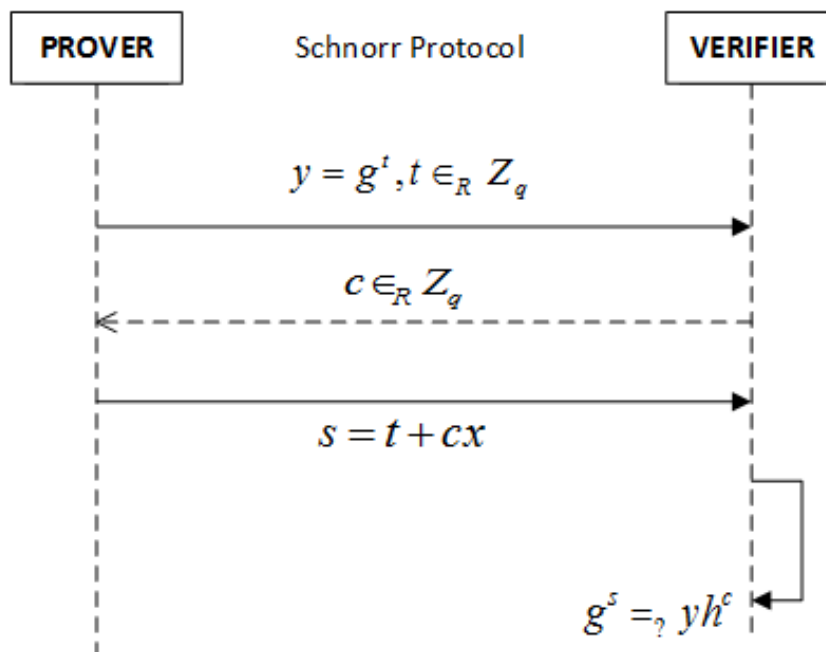 PROVER Schnorr Protocol VERIFIER
y = g^t, t ∈_R Z_q
c ∈_R Z_q
s = t + cx
g^s =_? yh^c